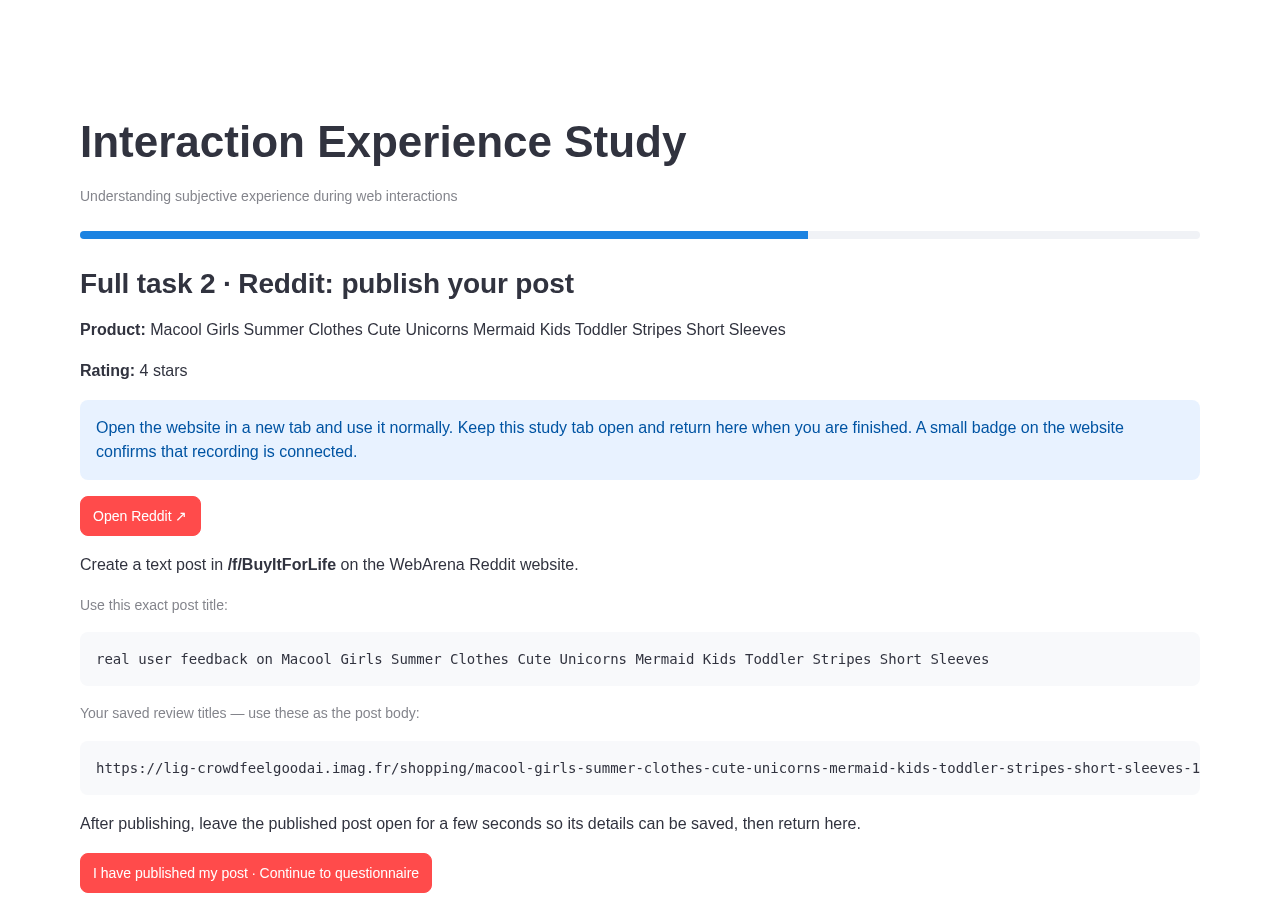 Interaction Experience Study
Understanding subjective experience during web interactions
Full task 2 · Reddit: publish your post
Product: Macool Girls Summer Clothes Cute Unicorns Mermaid Kids Toddler Stripes Short Sleeves
Rating: 4 stars
Open the website in a new tab and use it normally. Keep this study tab open and return here when you are finished. A small badge on the website
confirms that recording is connected.
Open Reddit ↗
Create a text post in /f/BuyItForLife on the WebArena Reddit website.
Use this exact post title:
real user feedback on Macool Girls Summer Clothes Cute Unicorns Mermaid Kids Toddler Stripes Short Sleeves
Your saved review titles — use these as the post body:
https://lig-crowdfeelgoodai.imag.fr/shopping/macool-girls-summer-clothes-cute-unicorns-mermaid-kids-toddler-stripes-short-sleeves-1
After publishing, leave the published post open for a few seconds so its details can be saved, then return here.
I have published my post · Continue to questionnaire